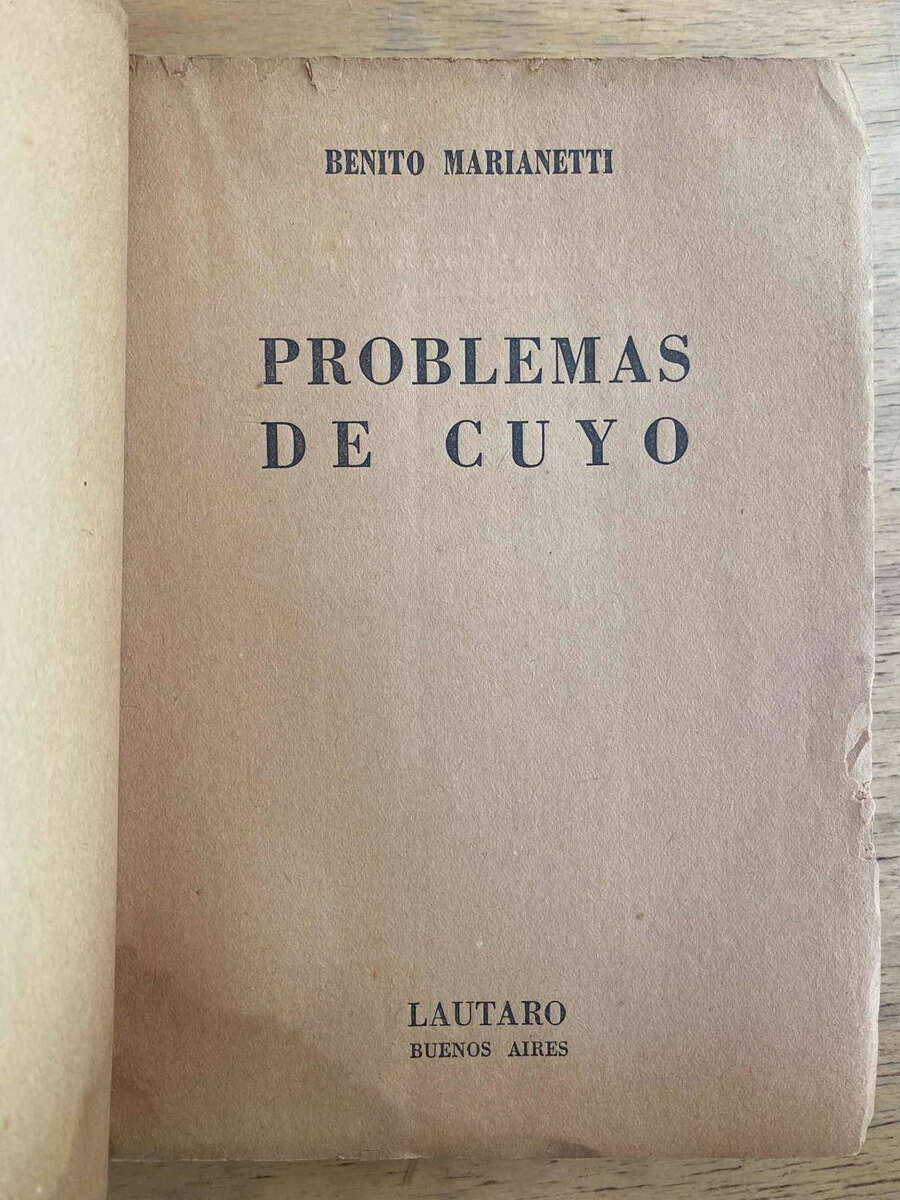 BENITO MARIANETTI
PROBLEMAS
DE CUYO
LAUTARO
BUENOS AIRES